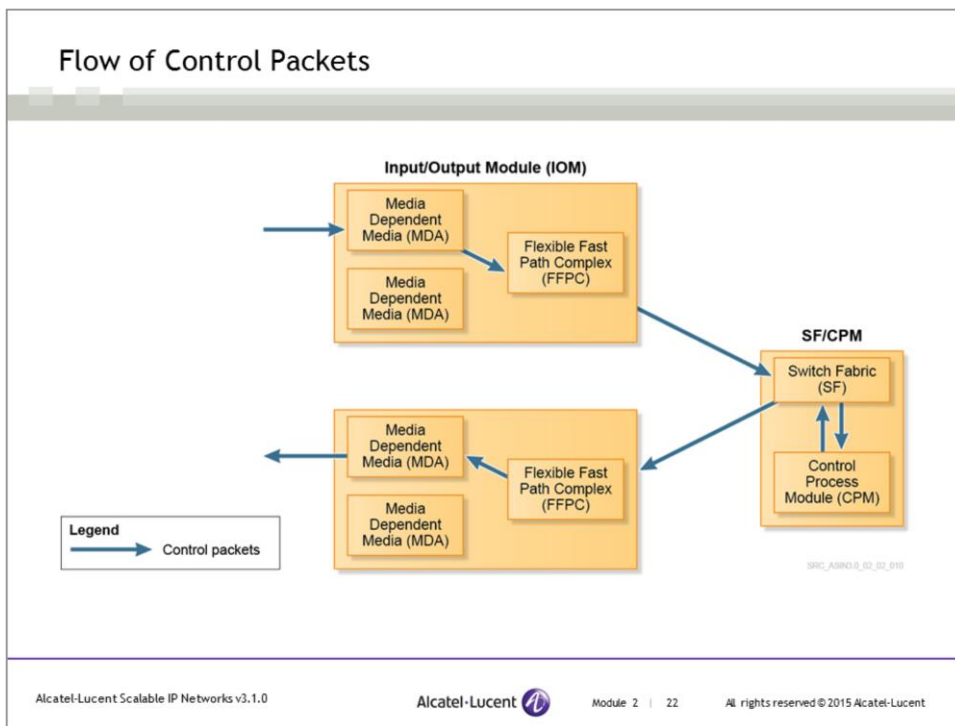 Flow of Control Packets
Input/Output Module (IOM)
Media
Dependent
Media (MDA)
Flexible Fast
Path Complex
(FFPC)
Media
Dependent
Media (MDA)
SF/CPM
Switch Fabric
(SF)
Control
Process
Module (CPM)
Media
Dependent
Media (MDA)
Flexible Fast
Path Complex
(FFPC)
Media
Dependent
Media (MDA)
Legend
Control packets
SRC_ASIN3.0_02_02_010
Alcatel-Lucent Scalable IP Networks v3.1.0
Alcatel·Lucent
Module 2 | 22
All rights reserved © 2015 Alcatel-Lucent